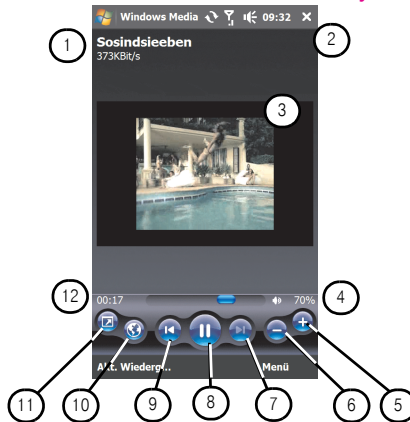 Windows Media 09:32
1
Sosindsieeben
2
373KBit/s
3
12
00:17
70%
4
Akt. Wiederg...
Menü
11
10
9
8
7
6
5